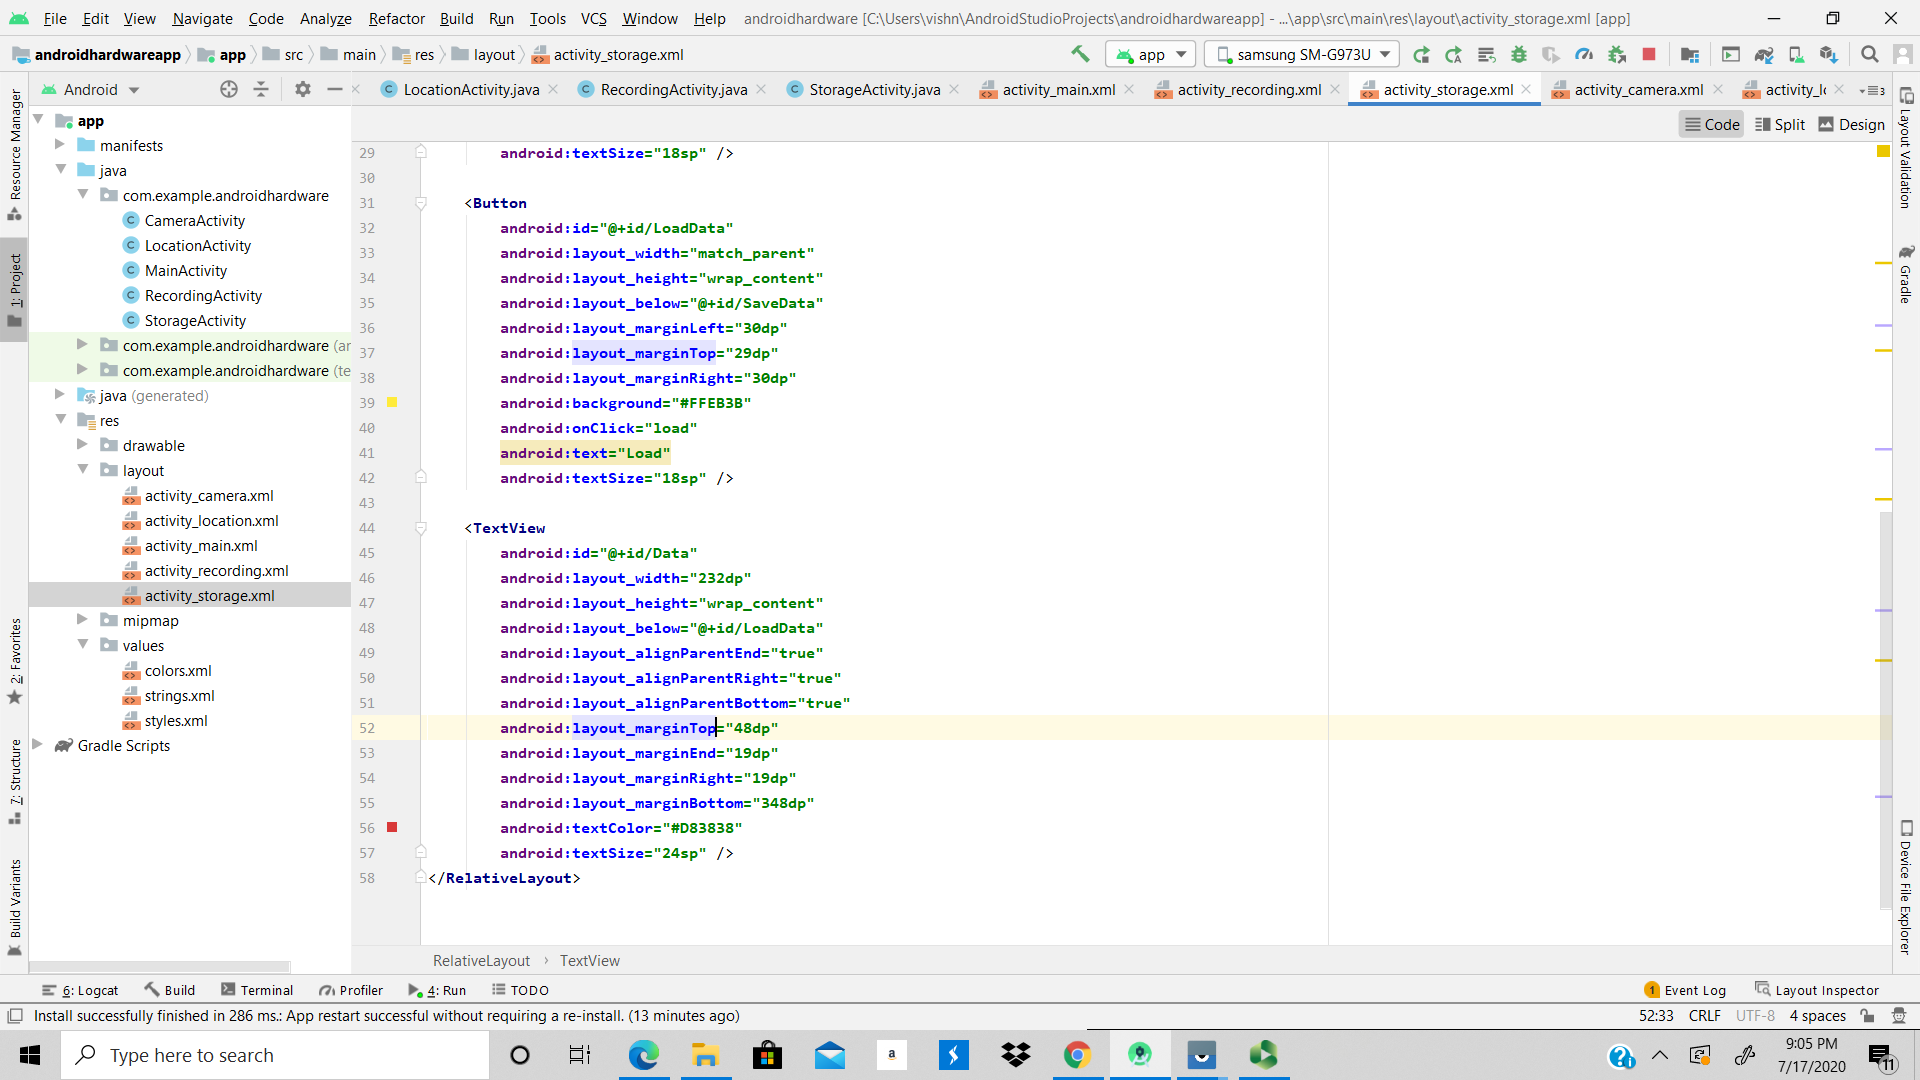 File Edit View Navigate Code Analyze Refactor Build Run Tools VCS Window Help androidhardware [C:\Users\vishn\AndroidStudioProjects\androidhardwareapp] - ...\app\src\main\res\layout\activity_storage.xml [app]
androidhardwareapp app src main res layout activity_storage.xml app samsung SM-G973U
Android LocationActivity.java RecordingActivity.java StorageActivity.java activity_main.xml activity_recording.xml activity_storage.xml activity_camera.xml activity_l 3
Code Split Design
Resource Manager
1: Project
2: Favorites
7: Structure
Build Variants
app
manifests
java
com.example.androidhardware
CameraActivity
LocationActivity
MainActivity
RecordingActivity
StorageActivity
com.example.androidhardware (ar
com.example.androidhardware (te
java (generated)
res
drawable
layout
activity_camera.xml
activity_location.xml
activity_main.xml
activity_recording.xml
activity_storage.xml
mipmap
values
colors.xml
strings.xml
styles.xml
Gradle Scripts
29 android:textSize="18sp" />
30
31 <Button
32 android:id="@+id/LoadData"
33 android:layout_width="match_parent"
34 android:layout_height="wrap_content"
35 android:layout_below="@+id/SaveData"
36 android:layout_marginLeft="30dp"
37 android:layout_marginTop="29dp"
38 android:layout_marginRight="30dp"
39 android:background="#FFEB3B"
40 android:onClick="load"
41 android:text="Load"
42 android:textSize="18sp" />
43
44 <TextView
45 android:id="@+id/Data"
46 android:layout_width="232dp"
47 android:layout_height="wrap_content"
48 android:layout_below="@+id/LoadData"
49 android:layout_alignParentEnd="true"
50 android:layout_alignParentRight="true"
51 android:layout_alignParentBottom="true"
52 android:layout_marginTop="48dp"
53 android:layout_marginEnd="19dp"
54 android:layout_marginRight="19dp"
55 android:layout_marginBottom="348dp"
56 android:textColor="#D83838"
57 android:textSize="24sp" />
58 </RelativeLayout>
Layout Validation
Gradle
Device File Explorer
RelativeLayout TextView
6: Logcat Build Terminal Profiler 4: Run TODO 1 Event Log Layout Inspector
Install successfully finished in 286 ms.: App restart successful without requiring a re-install. (13 minutes ago) 52:33 CRLF UTF-8 4 spaces
Type here to search
a
9:05 PM
7/17/2020
11